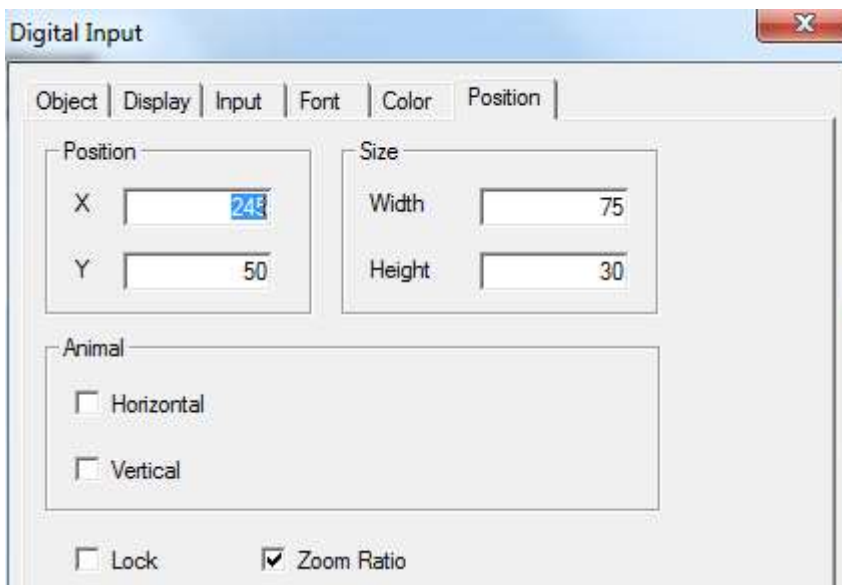 Digital Input
Object Display Input Font Color Position
Position Size
X 245 Width 75
Y 50 Height 30
Animal
Horizontal
Vertical
Lock Zoom Ratio